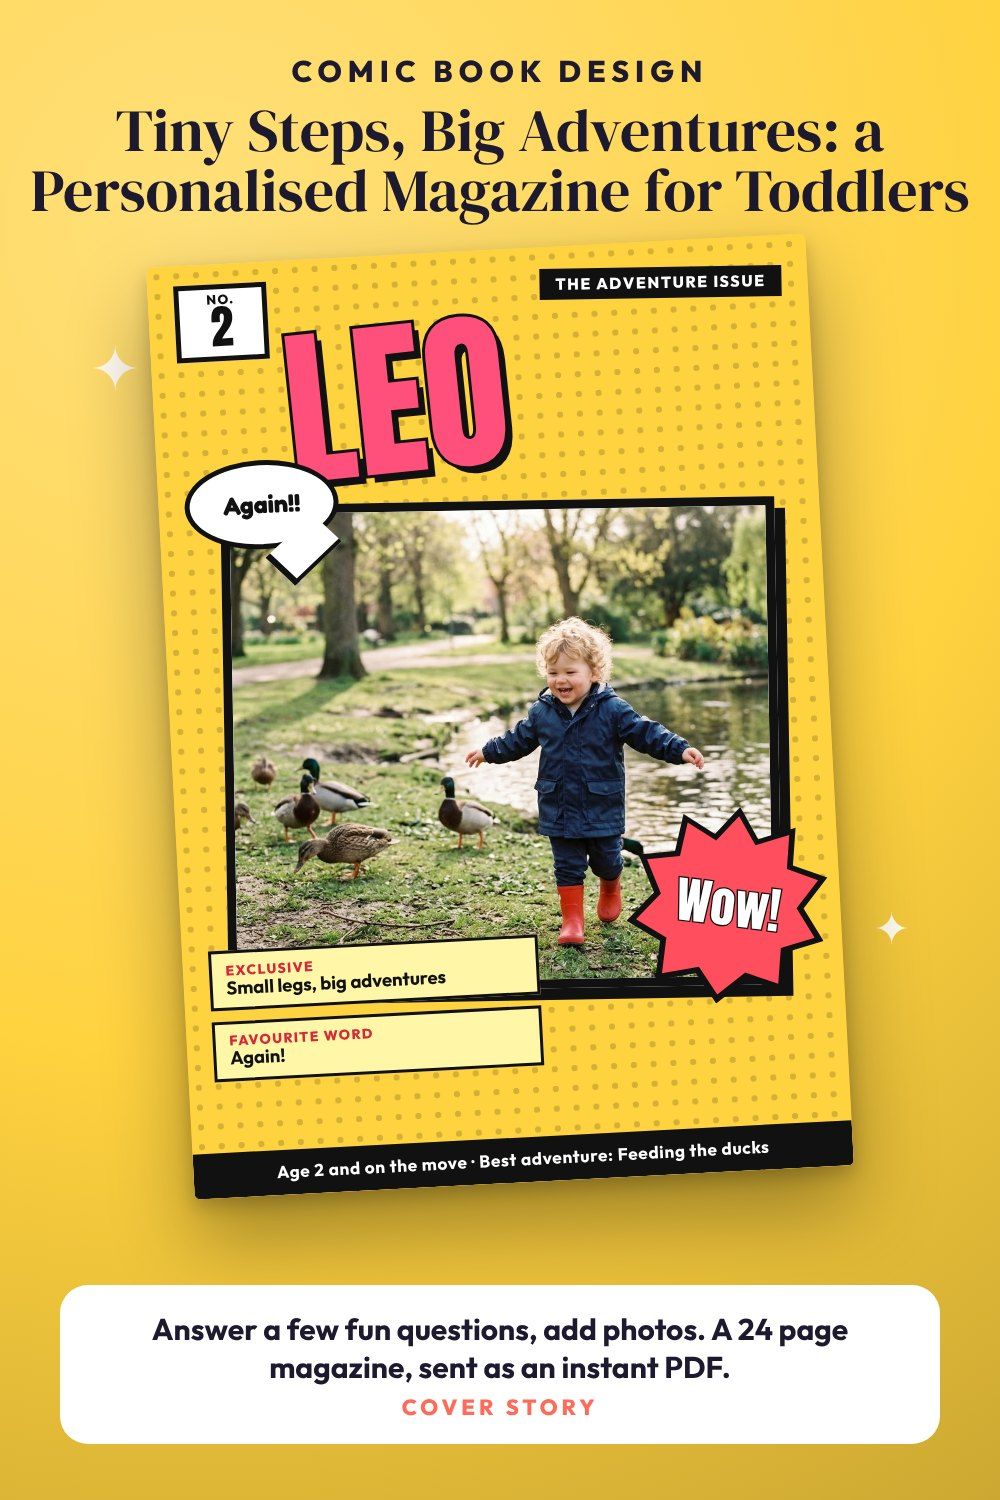 COMIC BOOK DESIGN
Tiny Steps, Big Adventures: a
Personalised Magazine for Toddlers
NO.
2
THE ADVENTURE ISSUE
LEO
Again!!
Wow!
EXCLUSIVE
Small legs, big adventures
FAVOURITE WORD
Again!
Age 2 and on the move · Best adventure: Feeding the ducks
Answer a few fun questions, add photos. A 24 page
magazine, sent as an instant PDF.
COVER STORY